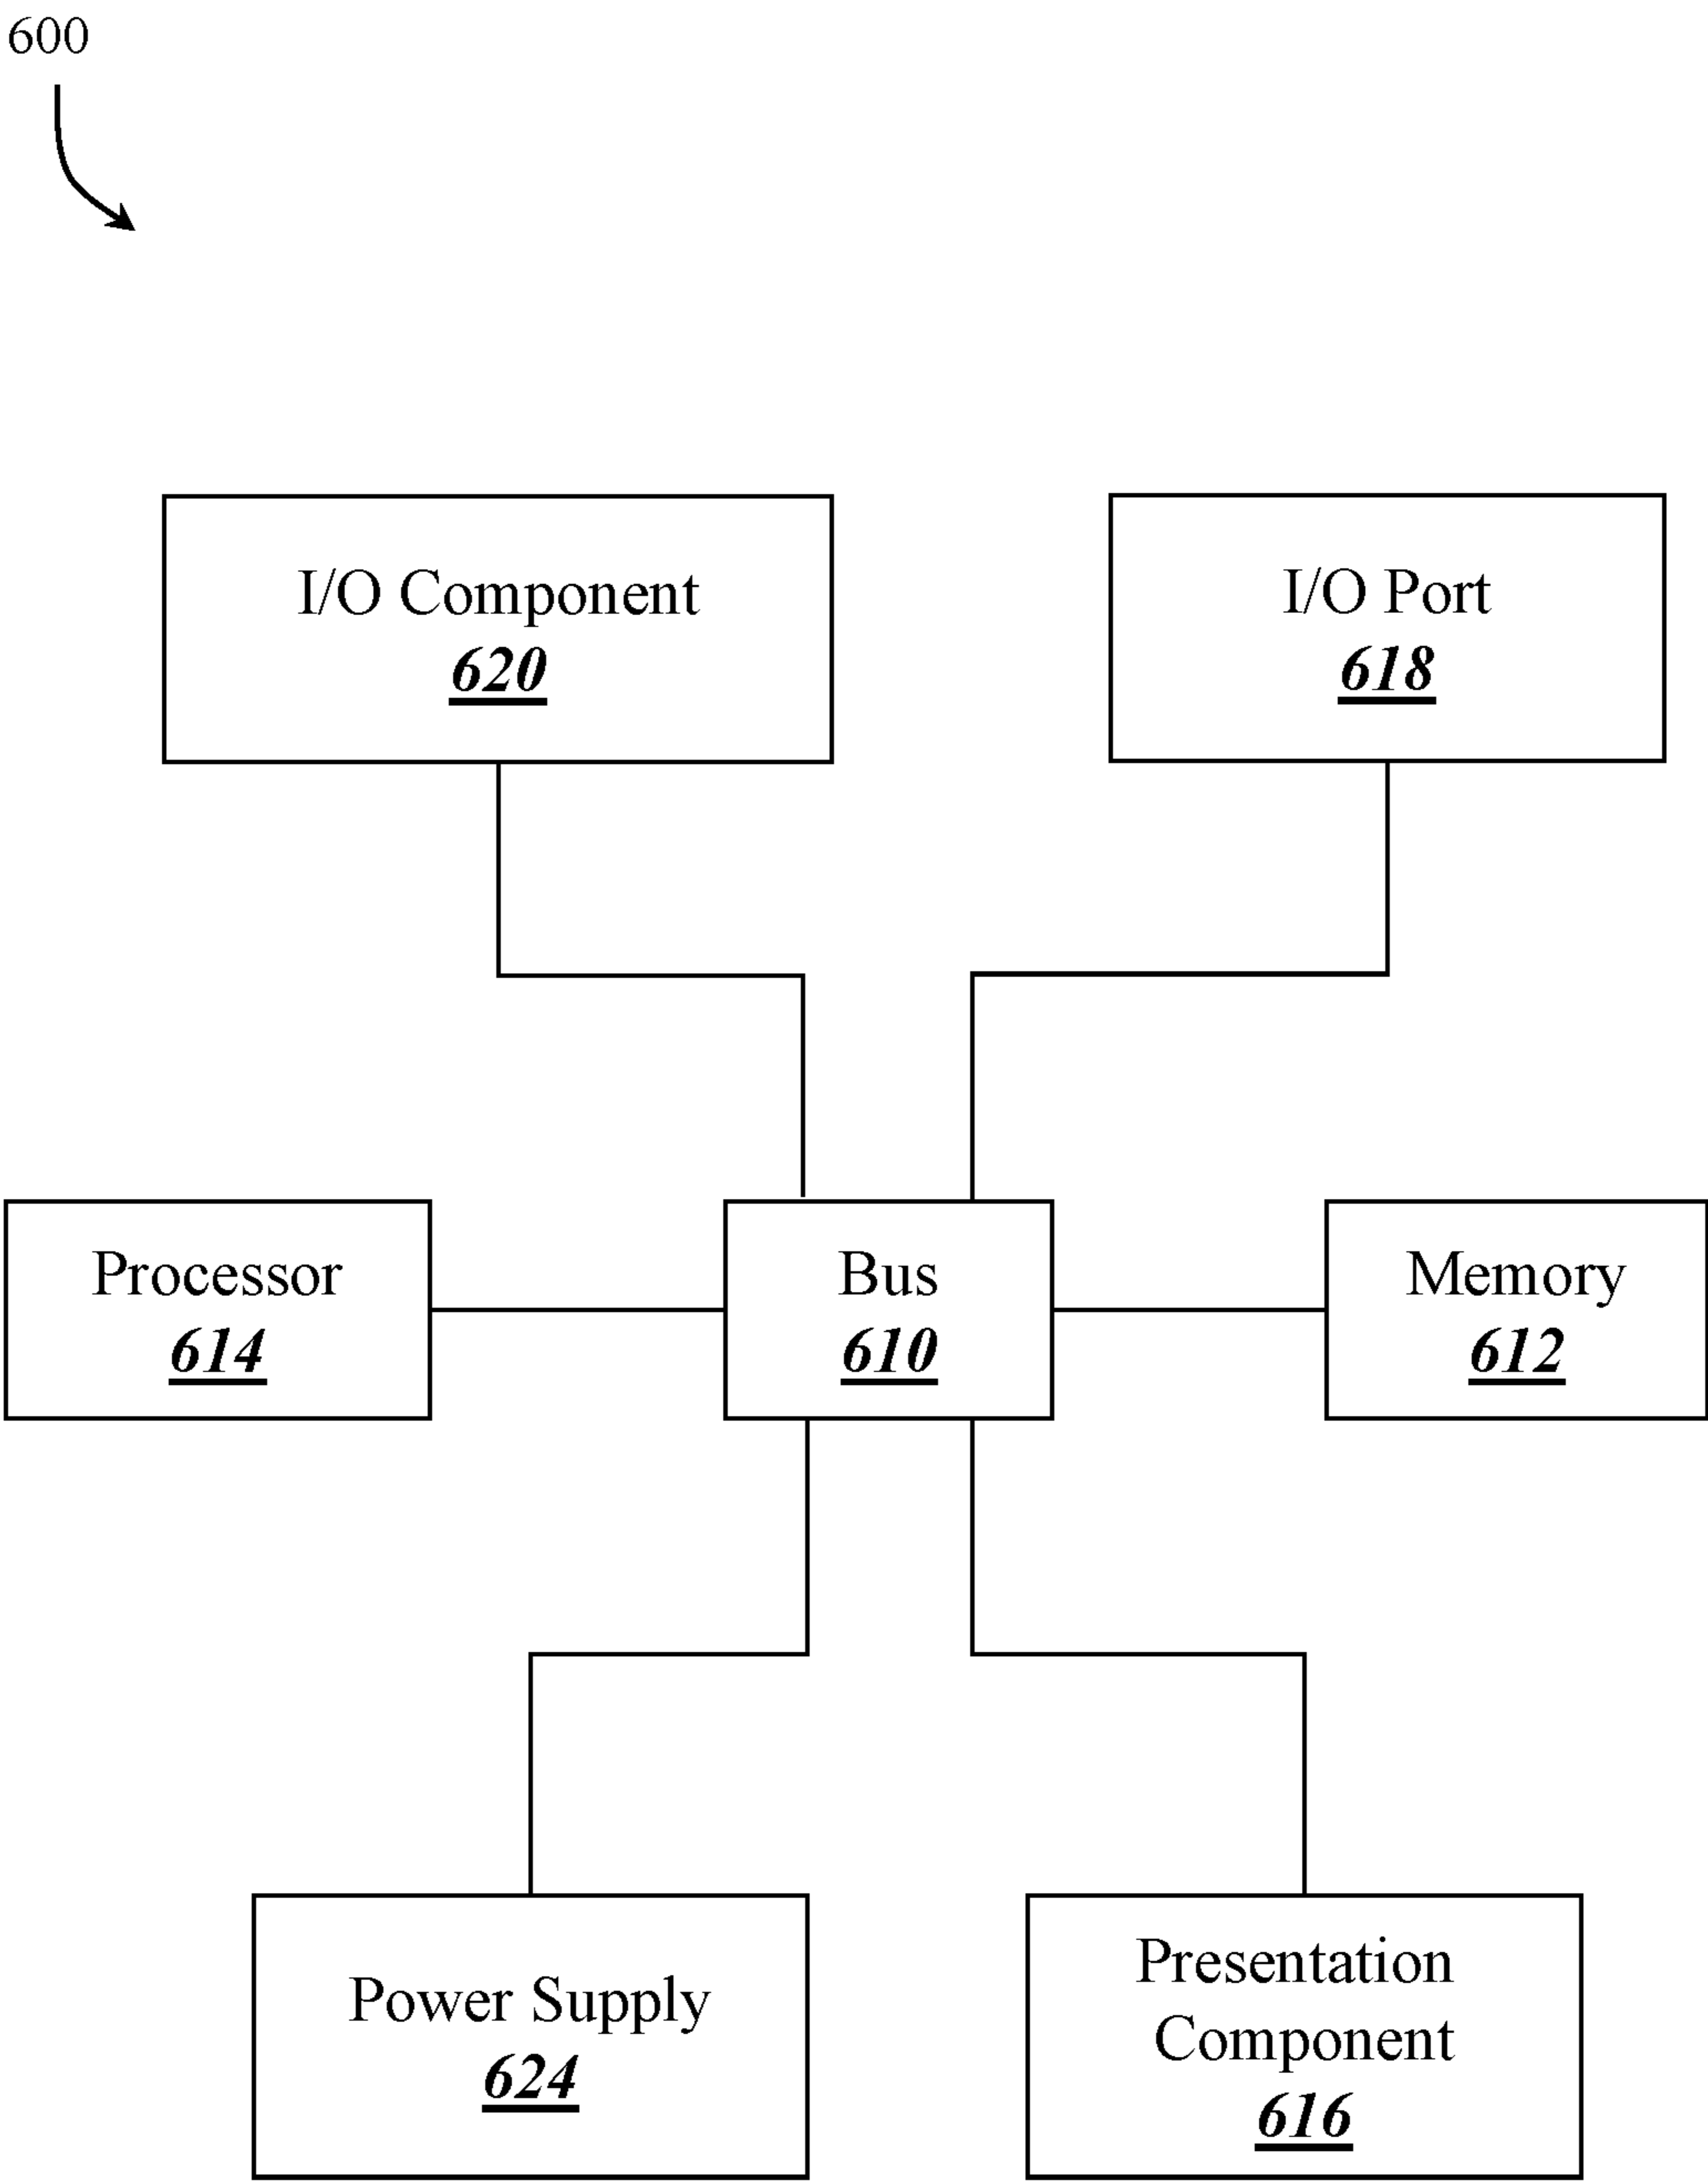 600
I/O Component
620
I/O Port
618
Processor
614
Bus
610
Memory
612
Power Supply
624
Presentation
Component
616